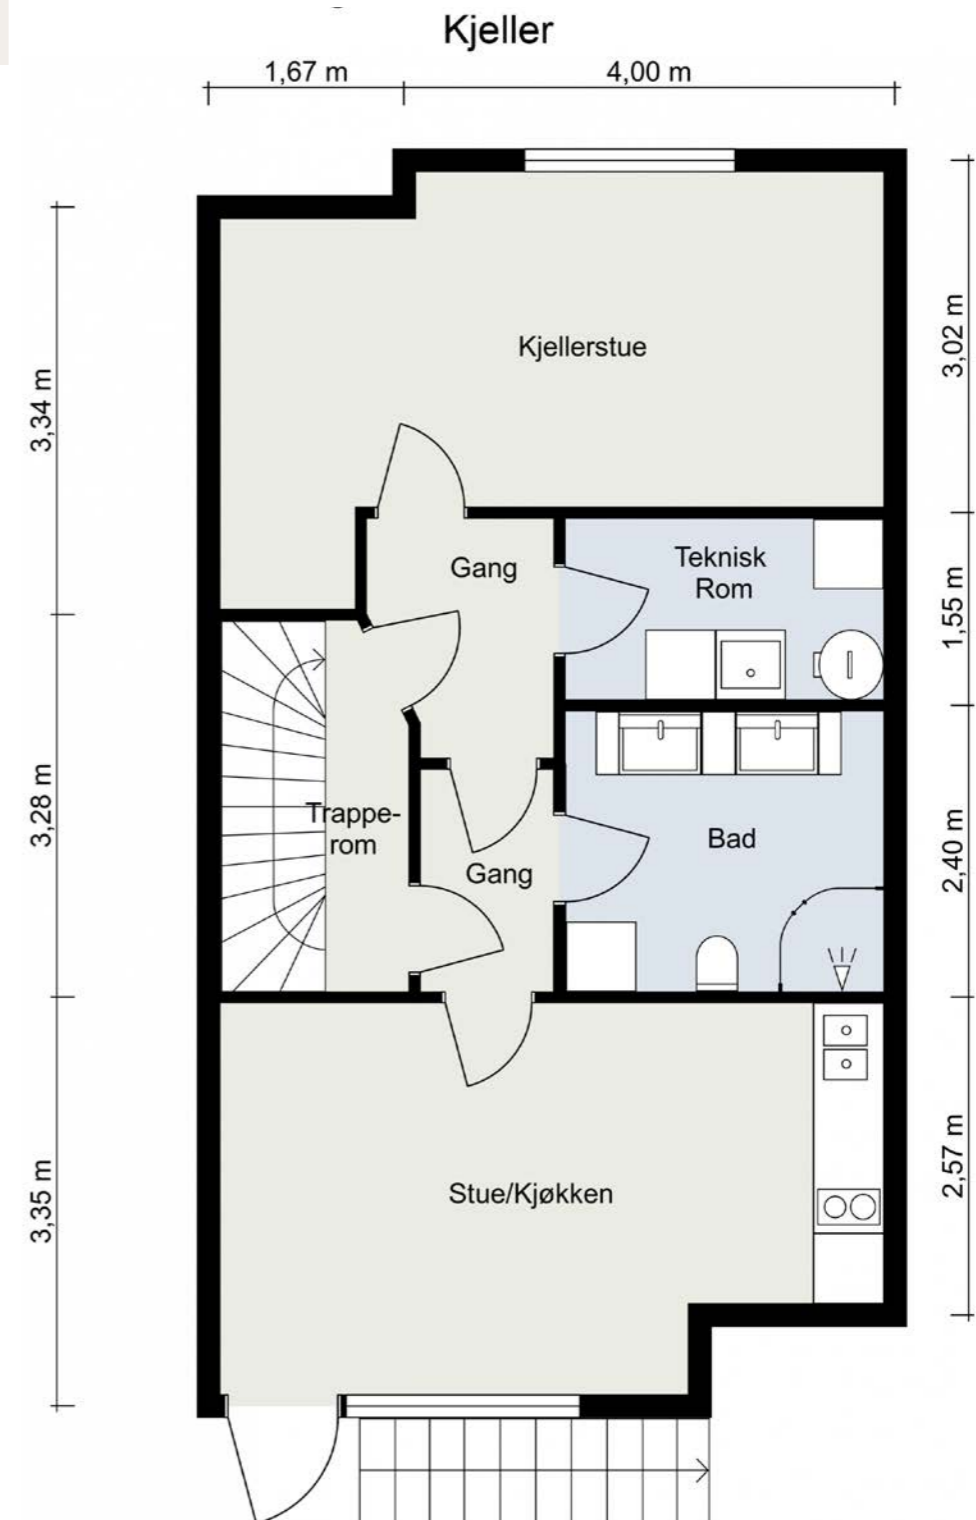 Kjeller
1,67 m
4,00 m
3,34 m
3,02 m
Kjellerstue
Gang
Teknisk
Rom
1,55 m
3,28 m
Trappe-
rom
Gang
Bad
2,40 m
3,35 m
Stue/Kjøkken
2,57 m